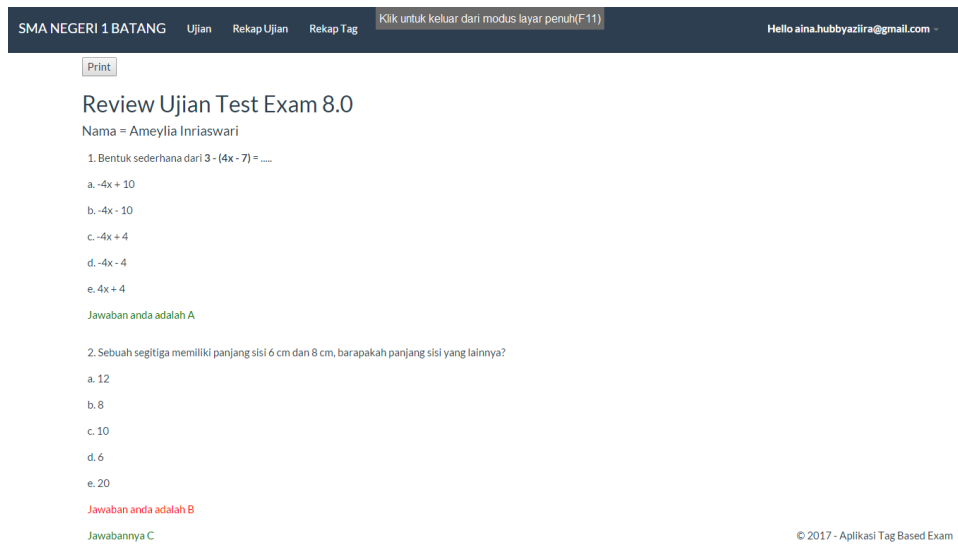 SMA NEGERI 1 BATANG Ujian Rekap Ujian Rekap Tag Klik untuk keluar dari modus layar penuh(F11) Hello aina.hubbyaziira@gmail.com
Print
Review Ujian Test Exam 8.0
Nama = Ameylia Inriaswari
1. Bentuk sederhana dari 3 - (4x - 7) = .....
a. -4x + 10
b. -4x - 10
c. -4x + 4
d. -4x - 4
e. 4x + 4
Jawaban anda adalah A
2. Sebuah segitiga memiliki panjang sisi 6 cm dan 8 cm, barapakah panjang sisi yang lainnya?
a. 12
b. 8
c. 10
d. 6
e. 20
Jawaban anda adalah B
Jawabannya C
© 2017 - Aplikasi Tag Based Exam